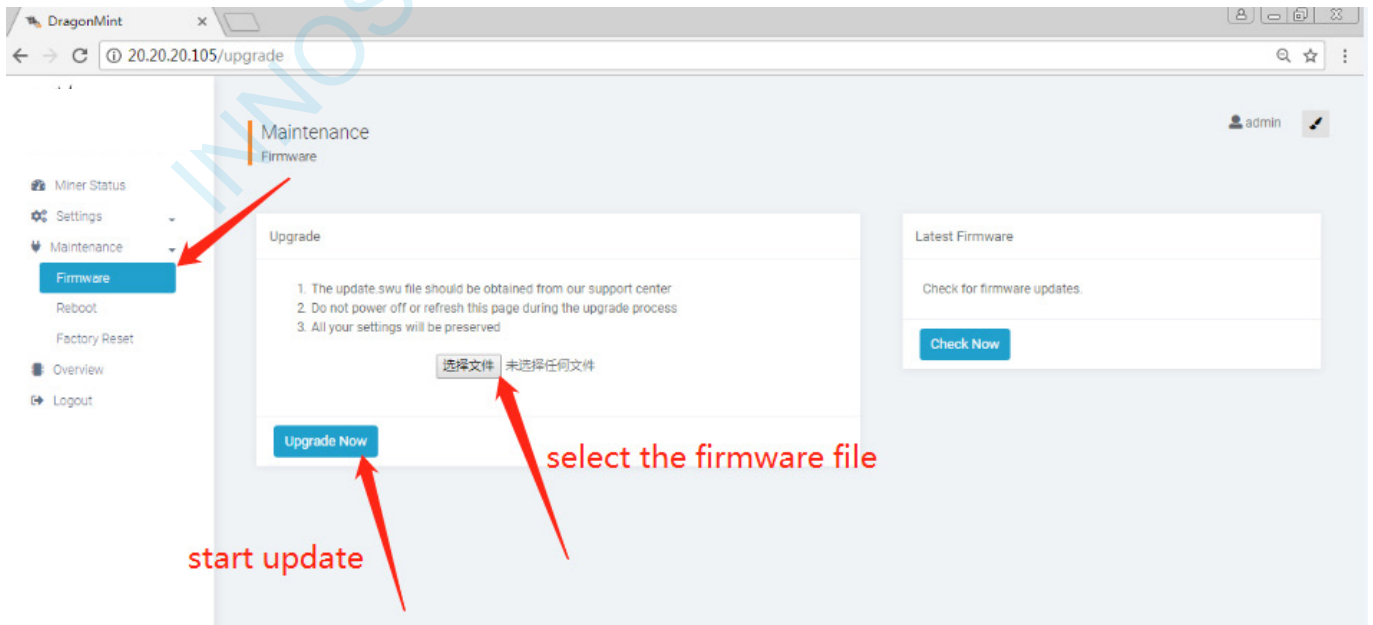 DragonMint
20.20.20.105/upgrade
INNOS
Maintenance
Firmware
admin
Miner Status
Settings
Maintenance
Firmware
Reboot
Factory Reset
Overview
Logout
Upgrade
1. The update.swu file should be obtained from our support center
2. Do not power off or refresh this page during the upgrade process
3. All your settings will be preserved
选择文件 未选择任何文件
Upgrade Now
Latest Firmware
Check for firmware updates.
Check Now
select the firmware file
start update